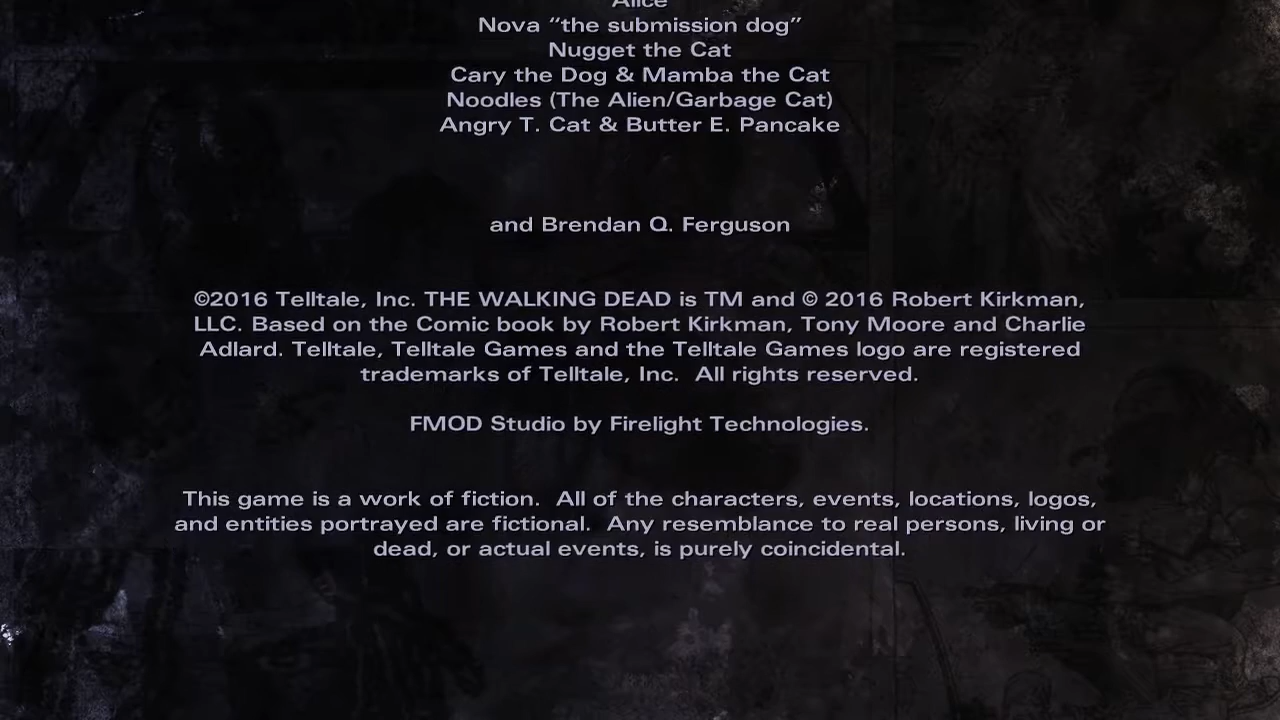 Alice
Nova “the submission dog”
Nugget the Cat
Cary the Dog & Mamba the Cat
Noodles (The Alien/Garbage Cat)
Angry T. Cat & Butter E. Pancake
and Brendan Q. Ferguson
©2016 Telltale, Inc. THE WALKING DEAD is TM and © 2016 Robert Kirkman,
LLC. Based on the Comic book by Robert Kirkman, Tony Moore and Charlie
Adlard. Telltale, Telltale Games and the Telltale Games logo are registered
trademarks of Telltale, Inc.  All rights reserved.
FMOD Studio by Firelight Technologies.
This game is a work of fiction.  All of the characters, events, locations, logos,
and entities portrayed are fictional.  Any resemblance to real persons, living or
dead, or actual events, is purely coincidental.